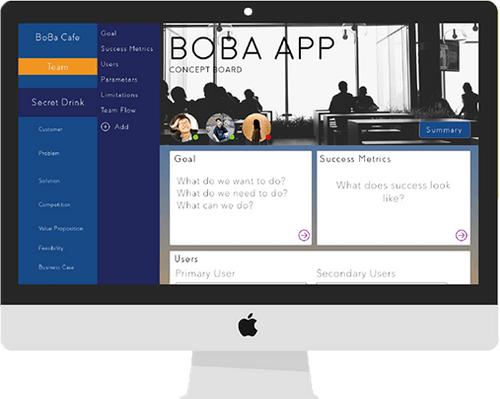 BoBa Cafe
Team
Secret Drink
Customer
Problem
Solution
Competition
Value Proposition
Feasibility
Business Case
Goal
Success Metrics
Users
Parameters
Limitations
Team Flow
Add
BOBA APP
CONCEPT BOARD
Summary
Goal
What do we want to do?
What do we need to do?
What can we do?
Success Metrics
What does success look
like?
Users
Primary User
Secondary Users